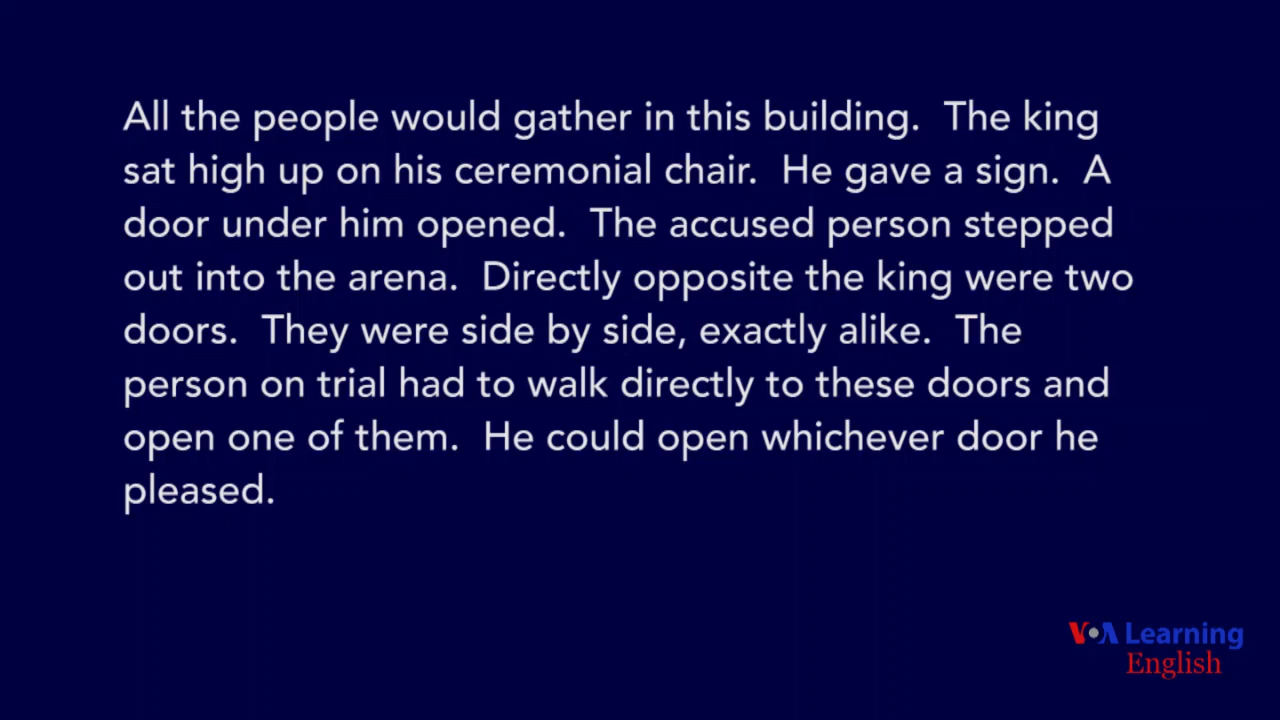 All the people would gather in this building.  The king
sat high up on his ceremonial chair.  He gave a sign.  A
door under him opened.  The accused person stepped
out into the arena.  Directly opposite the king were two
doors.  They were side by side, exactly alike.  The
person on trial had to walk directly to these doors and
open one of them.  He could open whichever door he
pleased.
VOA Learning
English